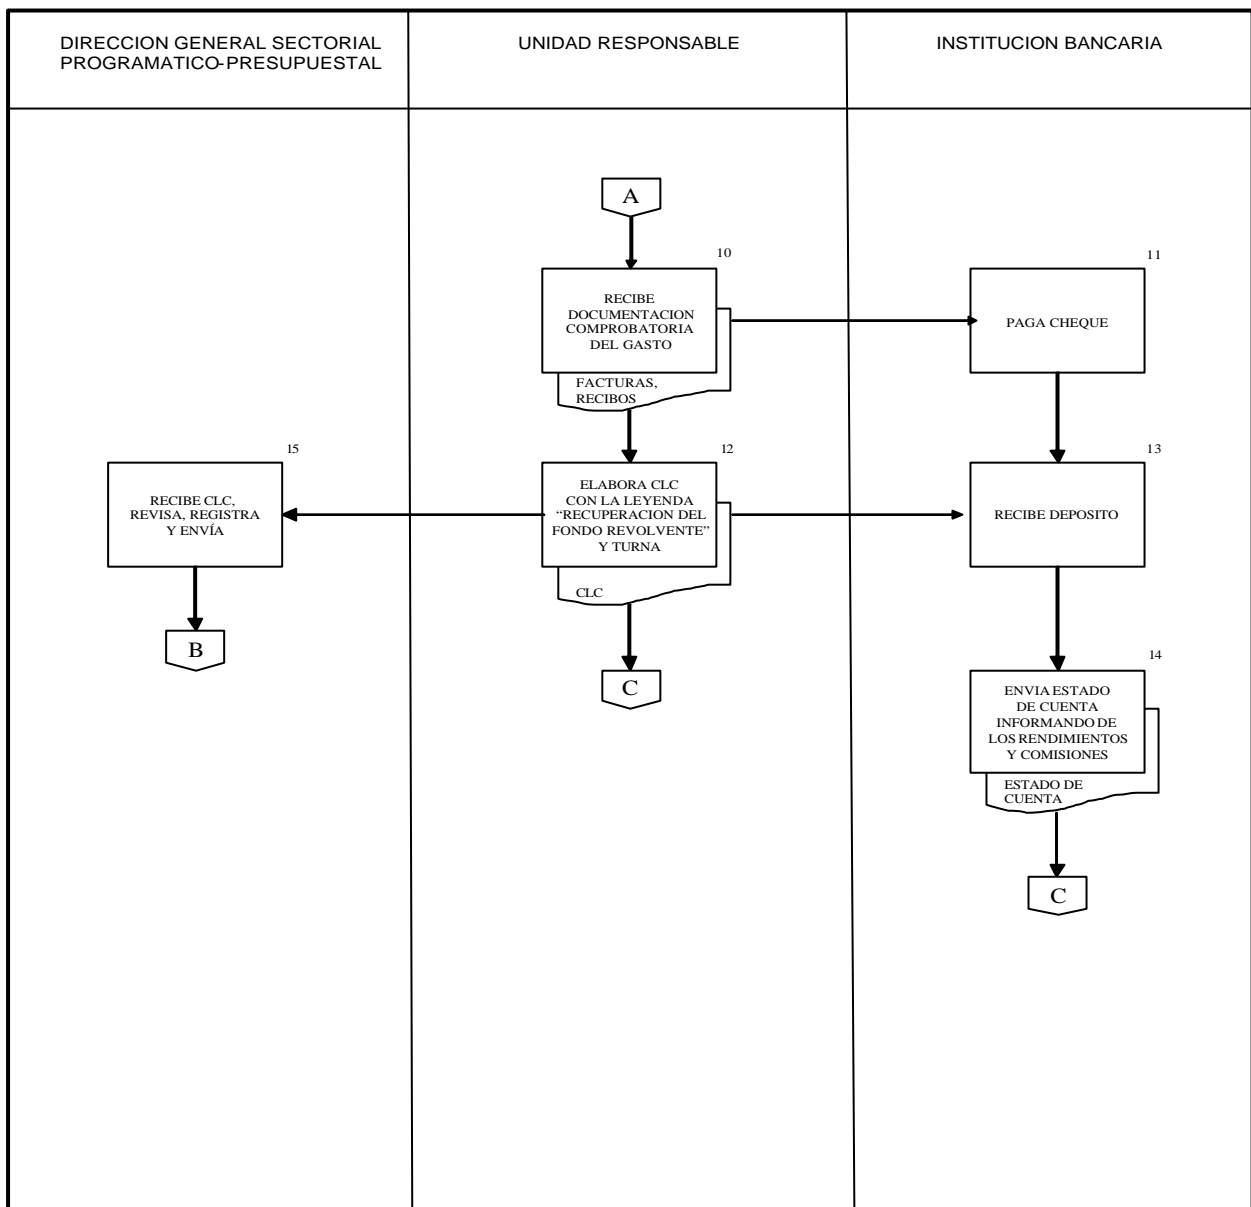 DIRECCION GENERAL SECTORIAL
PROGRAMATICO-PRESUPUESTAL
UNIDAD RESPONSABLE
INSTITUCION BANCARIA
A
10
RECIBE
DOCUMENTACION
COMPROBATORIA
DEL GASTO
FACTURAS,
RECIBOS
11
PAGA CHEQUE
15
RECIBE CLC,
REVISA, REGISTRA
Y ENVÍA
B
12
ELABORA CLC
CON LA LEYENDA
“RECUPERACION DEL
FONDO REVOLVENTE”
Y TURNA
CLC
C
13
RECIBE DEPOSITO
14
ENVIA ESTADO
DE CUENTA
INFORMANDO DE
LOS RENDIMIENTOS
Y COMISIONES
ESTADO DE
CUENTA
C